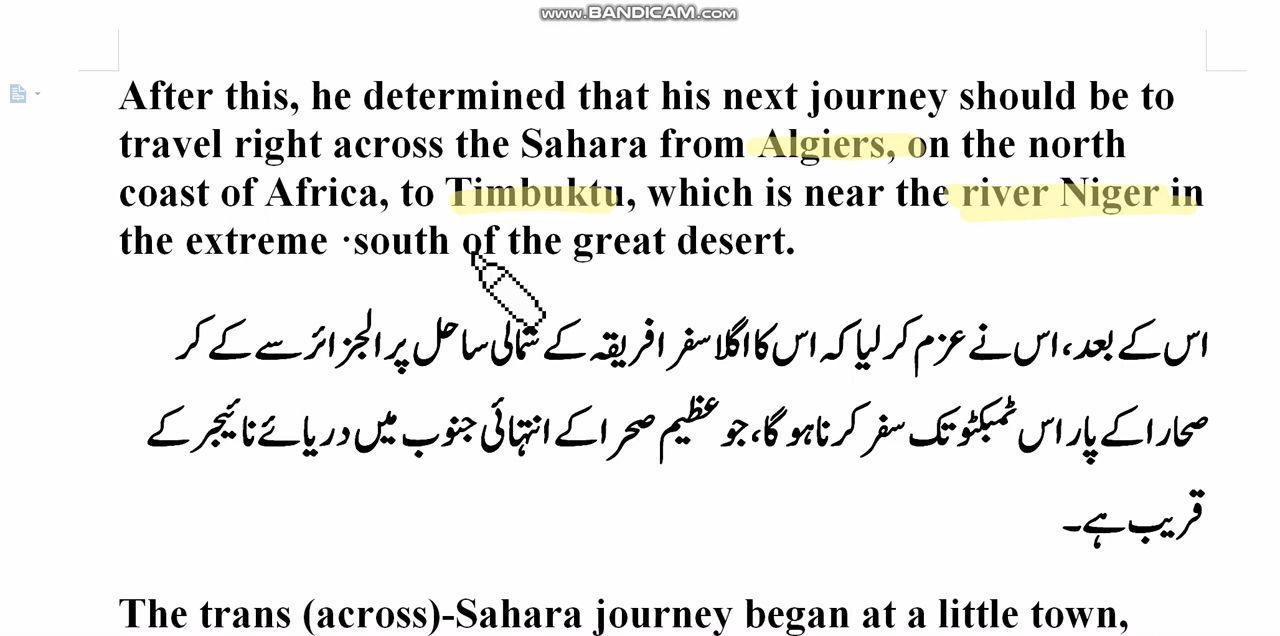 www.BANDICAM.com
After this, he determined that his next journey should be to
travel right across the Sahara from Algiers, on the north
coast of Africa, to Timbuktu, which is near the river Niger in
the extreme ·south of the great desert.
اس کے بعد، اس نے عزم کر لیا کہ اس کا اگلا سفر افریقہ کے شمالی ساحل پر الجزائر سے کے کر
صحارا کے پار اس ٹمبکٹو تک سفر کرنا ہو گا، جو عظیم صحرا کے انتہائی جنوب میں دریائے نائیجر کے
قریب ہے۔
The trans (across)-Sahara journey began at a little town,